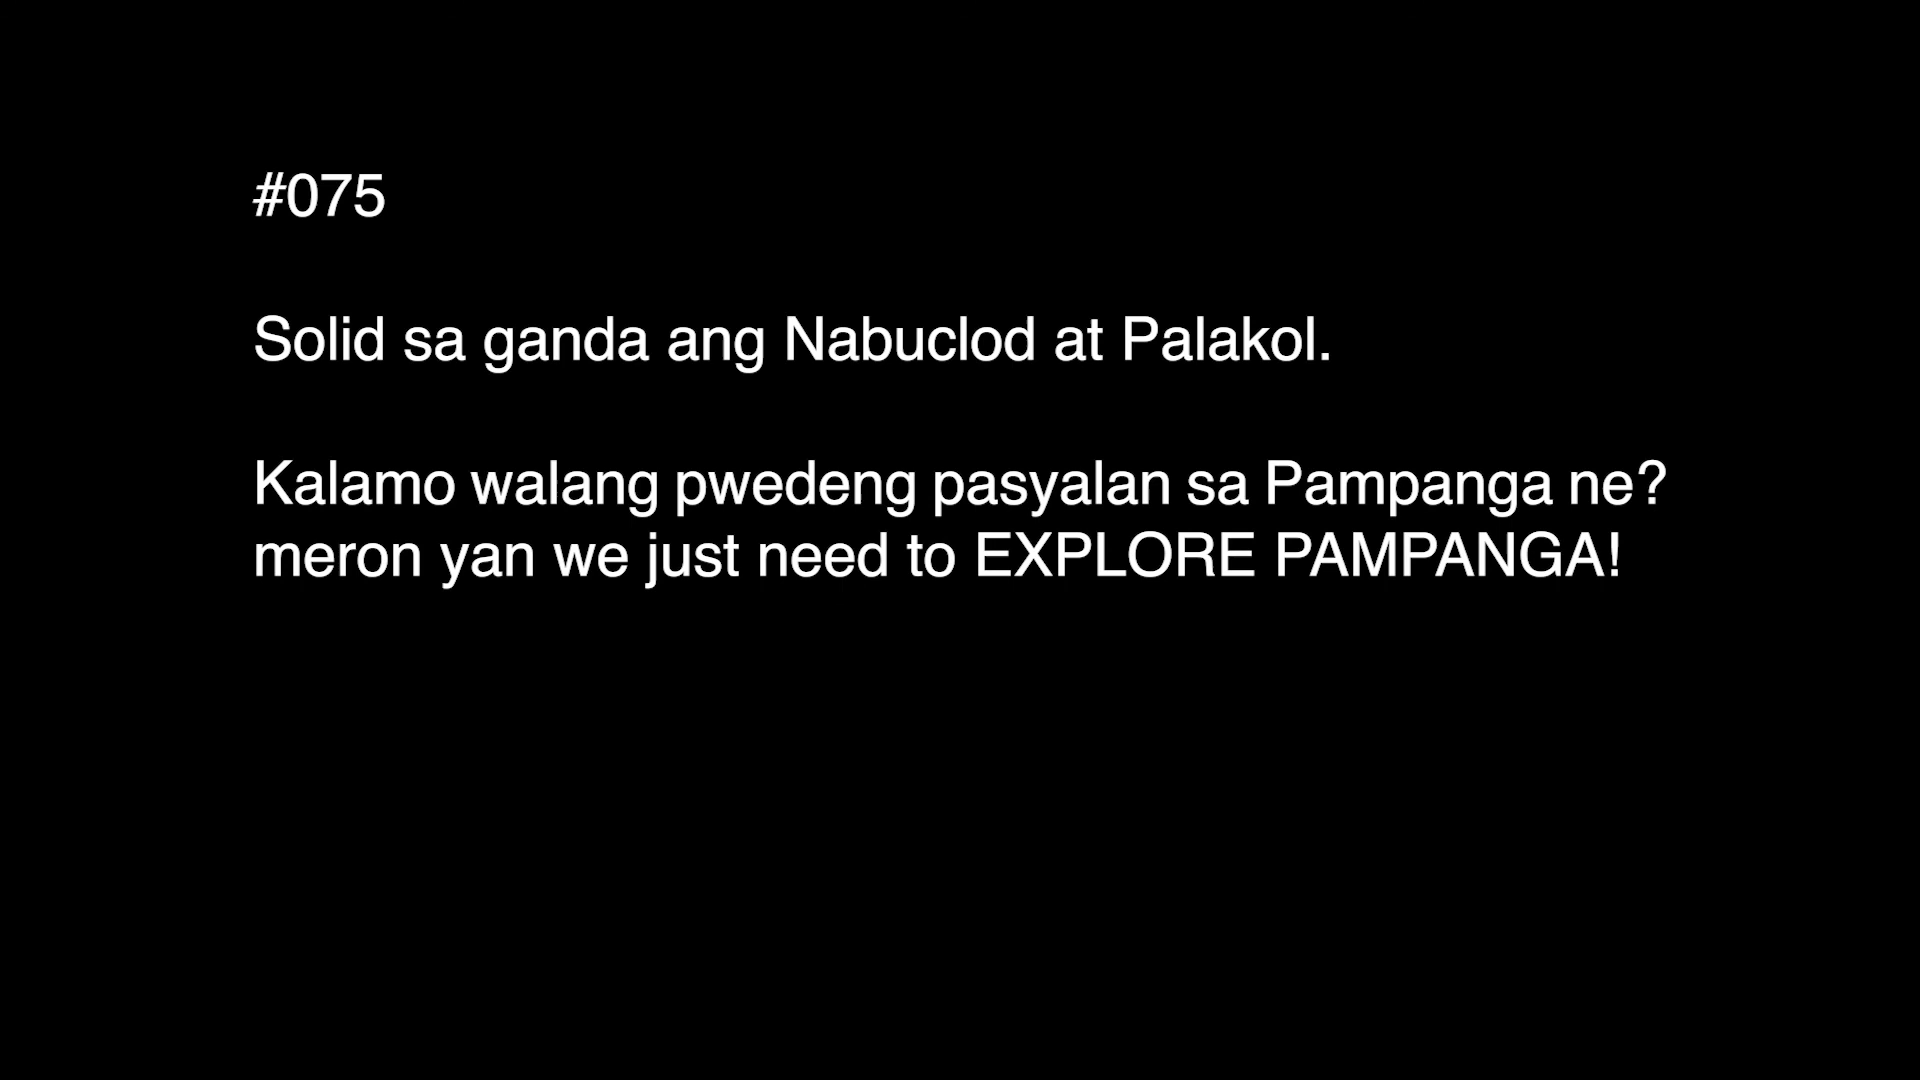 #075
Solid sa ganda ang Nabuclod at Palakol.
Kalamo walang pwedeng pasyalan sa Pampanga ne?
meron yan we just need to EXPLORE PAMPANGA!